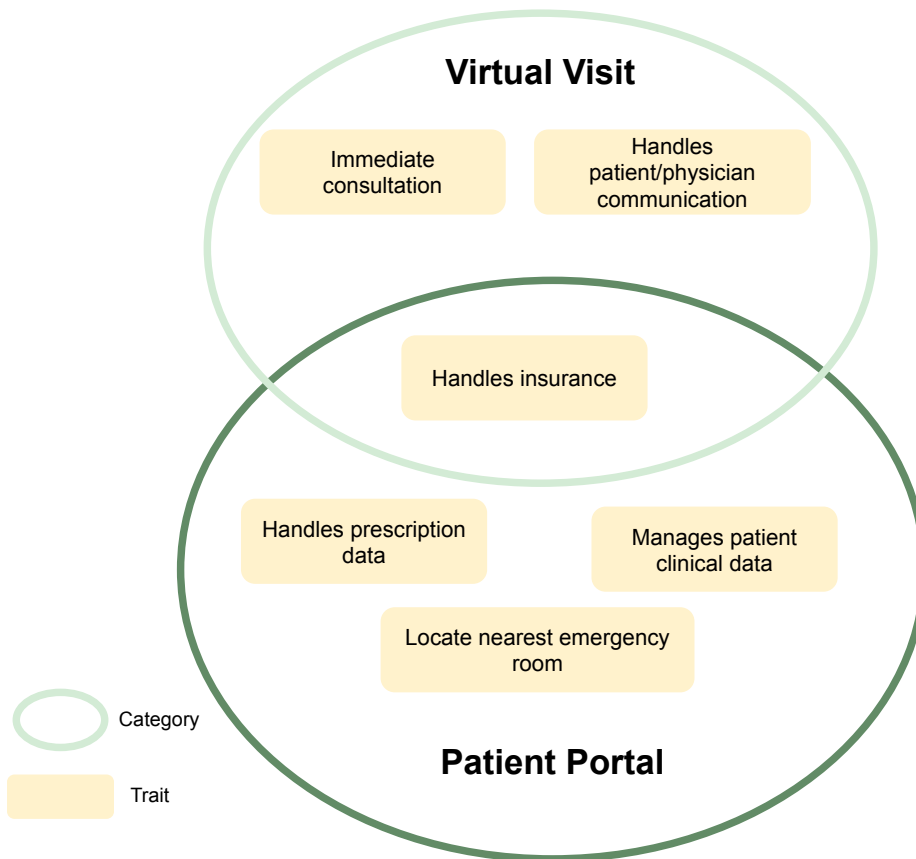 Virtual Visit
Immediate
consultation
Handles
patient/physician
communication
Handles insurance
Handles prescription
data
Manages patient
clinical data
Locate nearest emergency
room
Category
Patient Portal
Trait